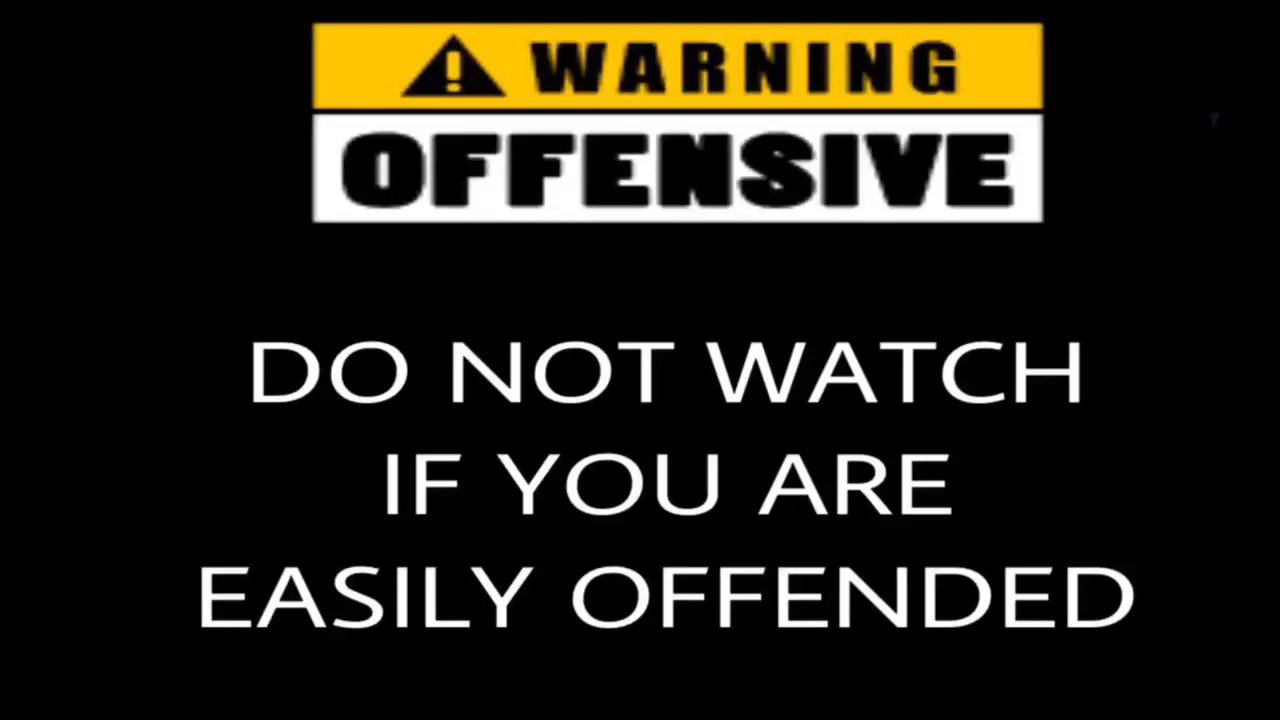 WARNING
OFFENSIVE
DO NOT WATCH
IF YOU ARE
EASILY OFFENDED